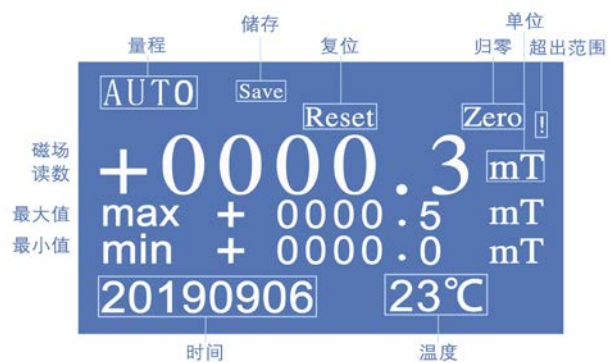 单位
储存
量程
复位
归零
超出范围
AUTO
Save
Reset
Zero
!
磁场
读数
+0000.3 mT
最大值
max + 0000.5 mT
最小值
min + 0000.0 mT
20190906
23℃
时间
温度